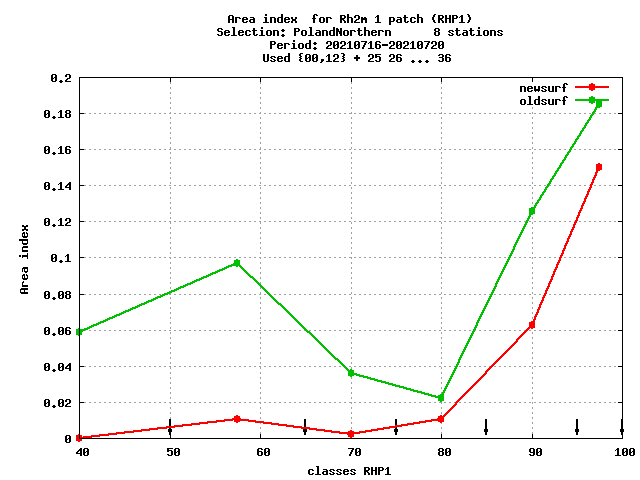 Area index  for Rh2m 1 patch (RHP1)
Selection: PolandNorthern      8 stations
Period: 20210716-20210720
Used {00,12} + 25 26 ... 36
newsurf
oldsurf
0.2
0.18
0.16
0.14
0.12
0.1
0.08
0.06
0.04
0.02
0
Area index
40 50 60 70 80 90 100
classes RHP1